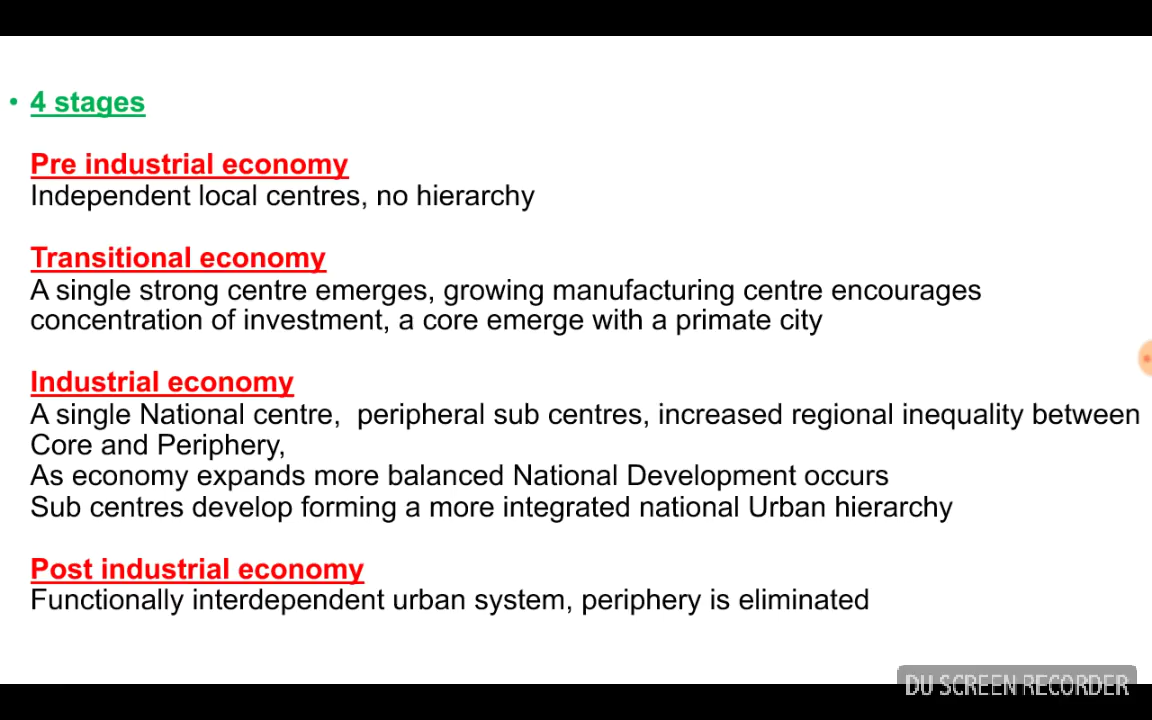 • 4 stages
Pre industrial economy
Independent local centres, no hierarchy
Transitional economy
A single strong centre emerges, growing manufacturing centre encourages
concentration of investment, a core emerge with a primate city
Industrial economy
A single National centre,  peripheral sub centres, increased regional inequality between
Core and Periphery,
As economy expands more balanced National Development occurs
Sub centres develop forming a more integrated national Urban hierarchy
Post industrial economy
Functionally interdependent urban system, periphery is eliminated
DU SCREEN RECORDER